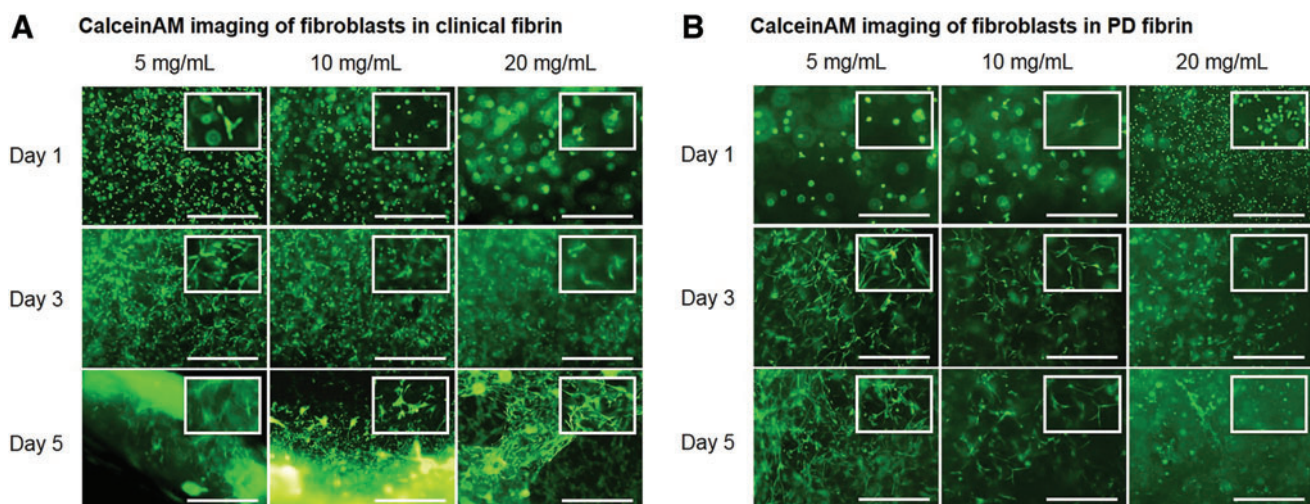 A CalceinAM imaging of fibroblasts in clinical fibrin
5 mg/mL 10 mg/mL 20 mg/mL
Day 1
Day 3
Day 5
B CalceinAM imaging of fibroblasts in PD fibrin
5 mg/mL 10 mg/mL 20 mg/mL
Day 1
Day 3
Day 5